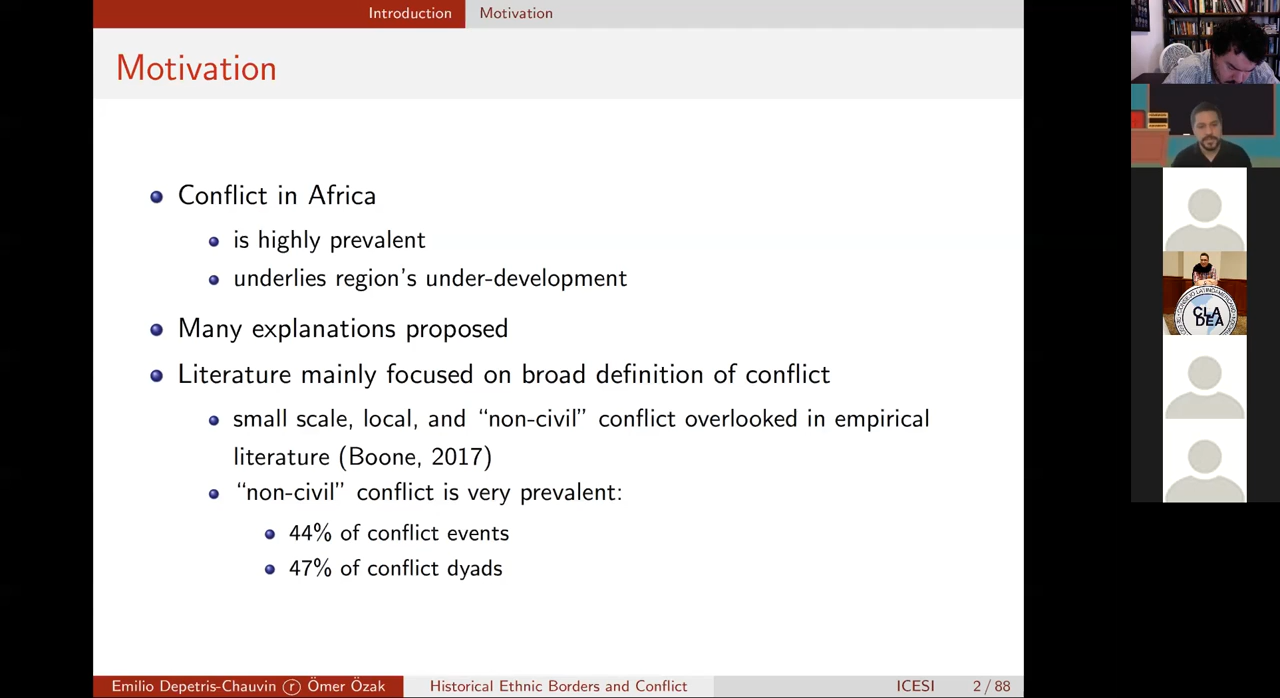 Introduction Motivation
Motivation
Conflict in Africa
is highly prevalent
underlies region's under-development
Many explanations proposed
Literature mainly focused on broad definition of conflict
small scale, local, and “non-civil” conflict overlooked in empirical
literature (Boone, 2017)
“non-civil” conflict is very prevalent:
44% of conflict events
47% of conflict dyads
Emilio Depetris-Chauvin ⓡ Ömer Özak Historical Ethnic Borders and Conflict ICESI 2 / 88
CLA
DEA